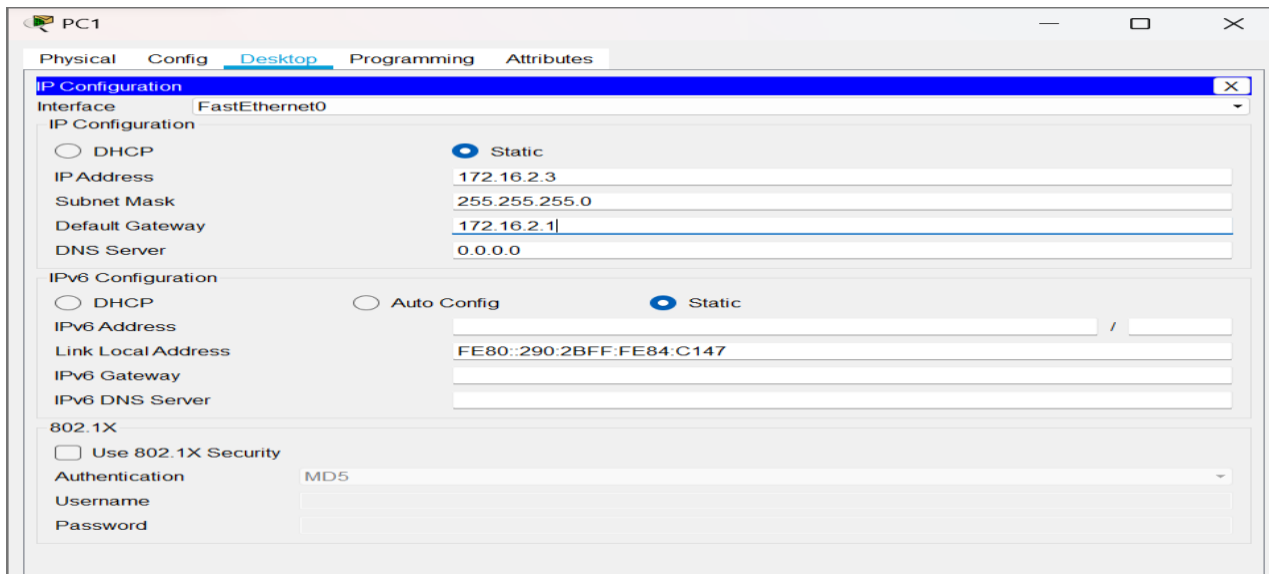 PC1
Physical Config Desktop Programming Attributes
IP Configuration X
Interface FastEthernet0
IP Configuration
DHCP Static
IP Address 172.16.2.3
Subnet Mask 255.255.255.0
Default Gateway 172.16.2.1
DNS Server 0.0.0.0
IPv6 Configuration
DHCP Auto Config Static
IPv6 Address /
Link Local Address FE80::290:2BFF:FE84:C147
IPv6 Gateway
IPv6 DNS Server
802.1X
Use 802.1X Security
Authentication MD5
Username
Password